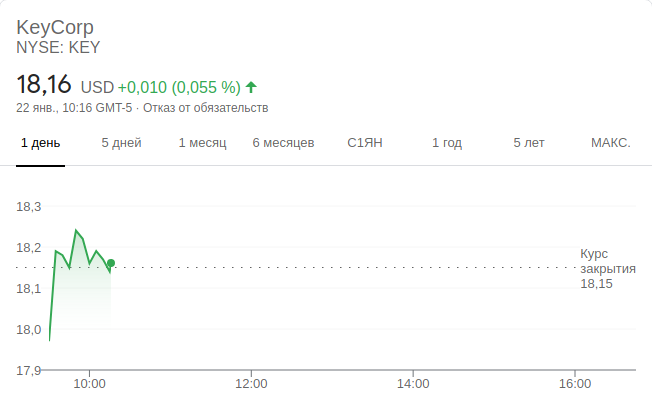 KeyCorp
NYSE: KEY
18,16 USD +0,010 (0,055 %)
22 янв., 10:16 GMT-5 · Отказ от обязательств
1 день 5 дней 1 месяц 6 месяцев С1ЯН 1 год 5 лет МАКС.
18,3
18,2
Курс
закрытия
18,15
18,1
18,0
17,9
10:00 12:00 14:00 16:00